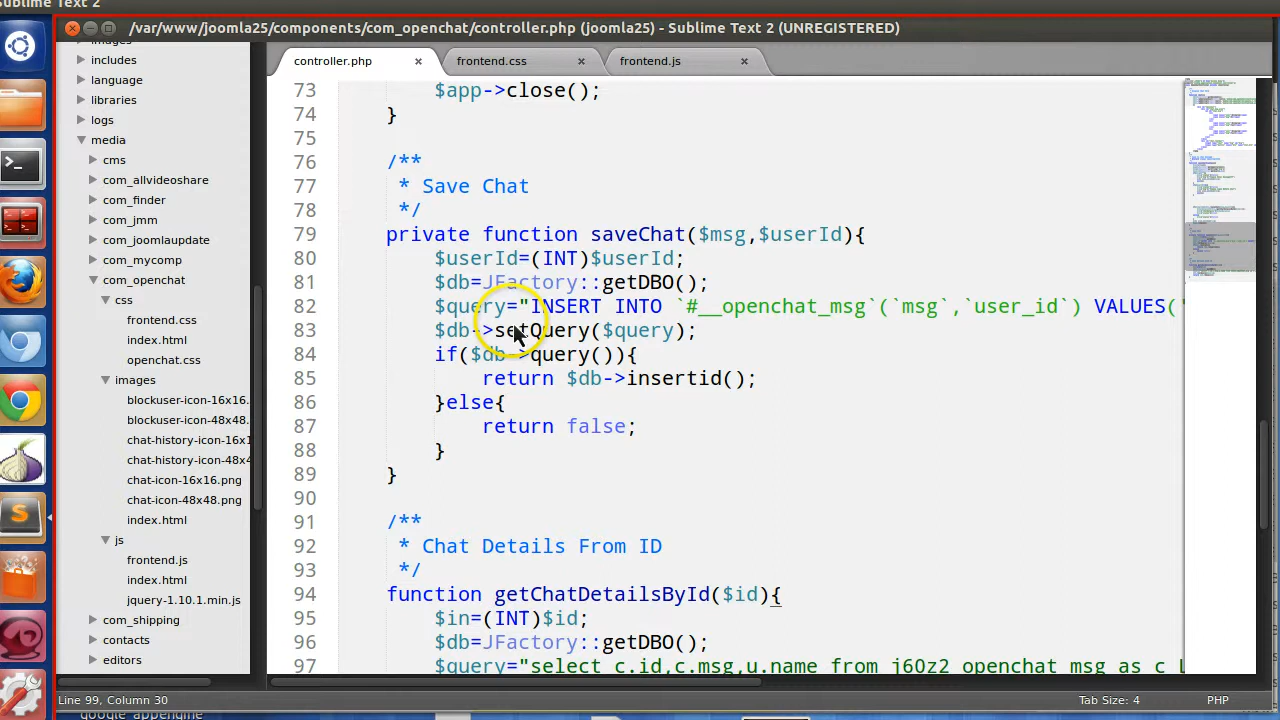 Sublime Text 2
/var/www/joomla25/components/com_openchat/controller.php (joomla25) - Sublime Text 2 (UNREGISTERED)
images
includes
language
libraries
logs
media
cms
com_allvideoshare
com_finder
com_jmm
com_joomlaupdate
com_mycomp
com_openchat
css
frontend.css
index.html
openchat.css
images
blockuser-icon-16x16.
blockuser-icon-48x48.
chat-history-icon-16x1
chat-history-icon-48x4
chat-icon-16x16.png
chat-icon-48x48.png
index.html
js
frontend.js
index.html
jquery-1.10.1.min.js
com_shipping
contacts
editors
controller.php
frontend.css
frontend.js
73 $app->close();
74 }
75
76 /**
77 * Save Chat
78 */
79 private function saveChat($msg,$userId){
80 $userId=(INT)$userId;
81 $db=JFactory::getDBO();
82 $query="INSERT INTO `#__openchat_msg`(`msg`,`user_id`) VALUES('
83 $db->setQuery($query);
84 if($db->query()){
85 return $db->insertid();
86 }else{
87 return false;
88 }
89 }
90
91 /**
92 * Chat Details From ID
93 */
94 function getChatDetailsById($id){
95 $in=(INT)$id;
96 $db=JFactory::getDBO();
97 $query="select c.id,c.msg,u.name from j60z2_openchat_msg as c L
Line 99, Column 30
Tab Size: 4
PHP
google_appengine